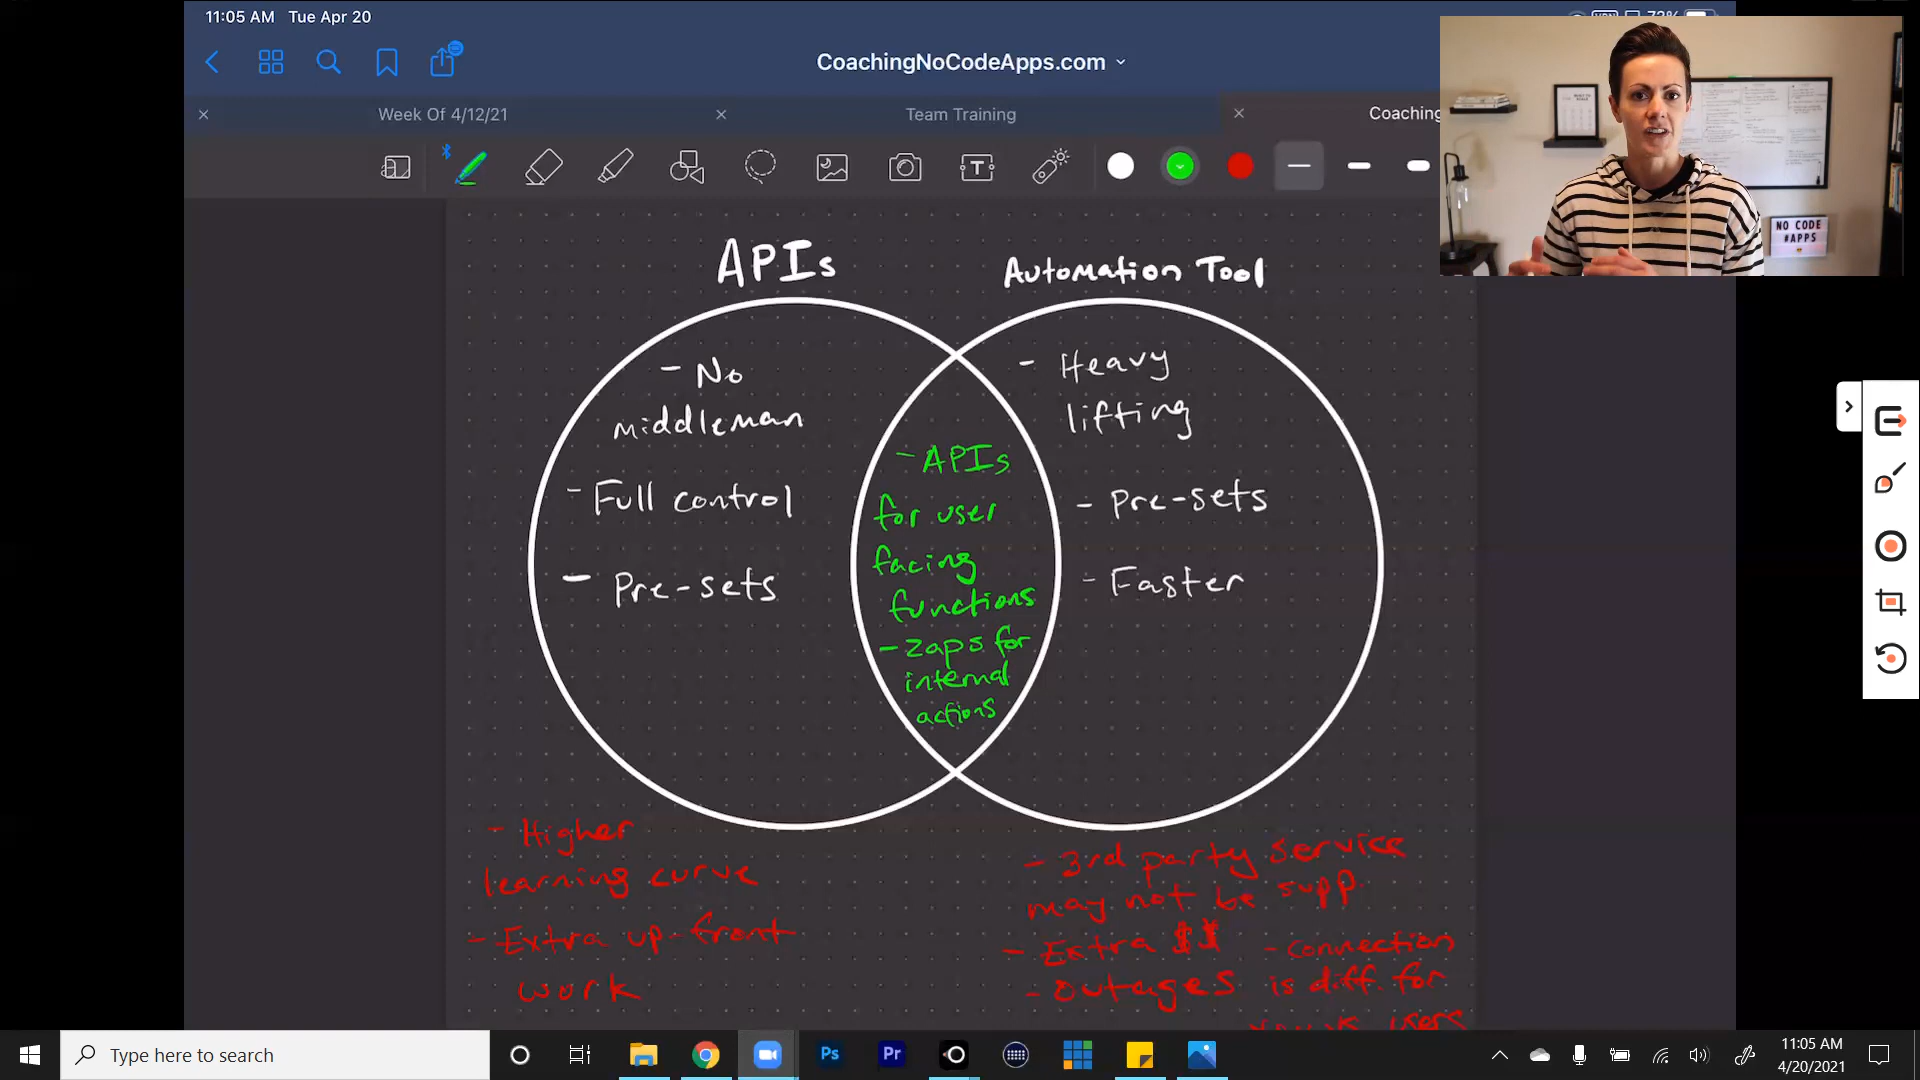 11:05 AM Tue Apr 20
CoachingNoCodeApps.com
Week Of 4/12/21
Team Training
Coaching
T
NO CODE
#APPS
APIs
Automation Tool
- No
middleman
- Full control
- Pre-sets
- APIs
for user
facing
functions
- zaps for
internal
actions
- Heavy
lifting
- Pre-sets
- Faster
- Higher
learning curve
- Extra up-front
work
- 3rd party service
may not be supp.
- Extra $$
- Outages
- connection
is diff. for
users
Type here to search
Ps
Pr
11:05 AM
4/20/2021